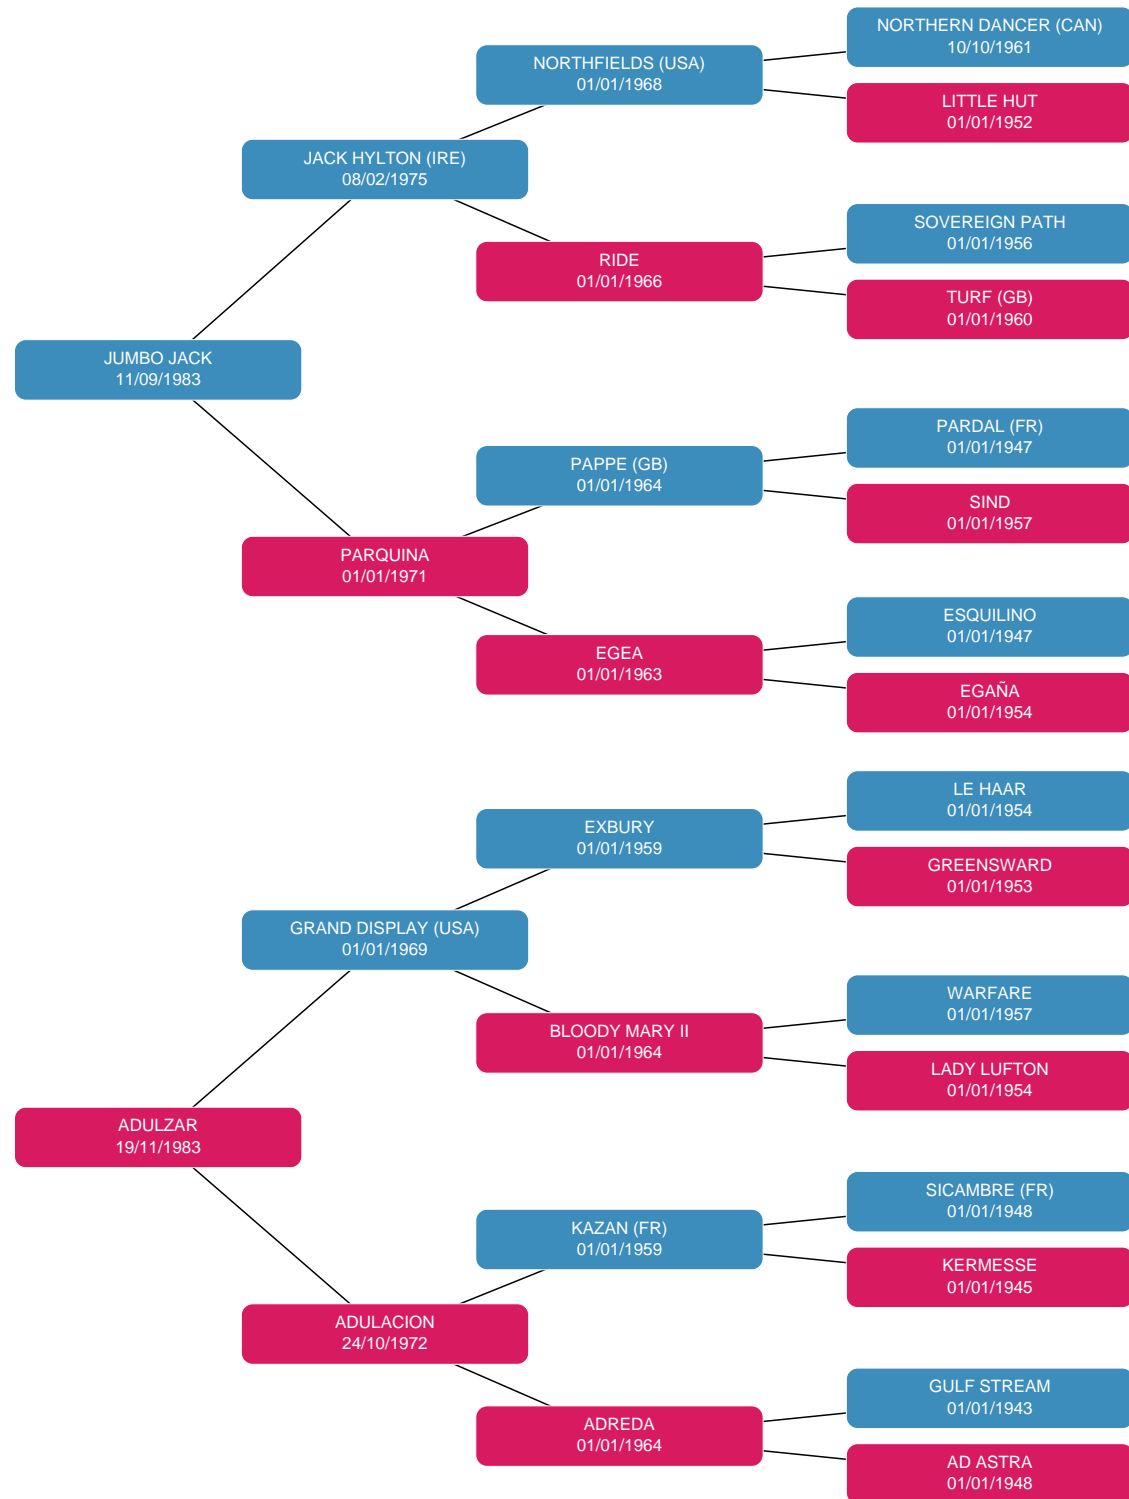 NORTHERN DANCER (CAN)
10/10/1961
NORTHFIELDS (USA)
01/01/1968
LITTLE HUT
01/01/1952
JACK HYLTON (IRE)
08/02/1975
SOVEREIGN PATH
01/01/1956
RIDE
01/01/1966
TURF (GB)
01/01/1960
JUMBO JACK
11/09/1983
PARDAL (FR)
01/01/1947
PAPPE (GB)
01/01/1964
SIND
01/01/1957
PARQUINA
01/01/1971
ESQUILINO
01/01/1947
EGEA
01/01/1963
EGAÑA
01/01/1954
LE HAAR
01/01/1954
EXBURY
01/01/1959
GREENSWARD
01/01/1953
GRAND DISPLAY (USA)
01/01/1969
WARFARE
01/01/1957
BLOODY MARY II
01/01/1964
LADY LUFTON
01/01/1954
ADULZAR
19/11/1983
SICAMBRE (FR)
01/01/1948
KAZAN (FR)
01/01/1959
KERMESSE
01/01/1945
ADULACION
24/10/1972
GULF STREAM
01/01/1943
ADREDA
01/01/1964
AD ASTRA
01/01/1948